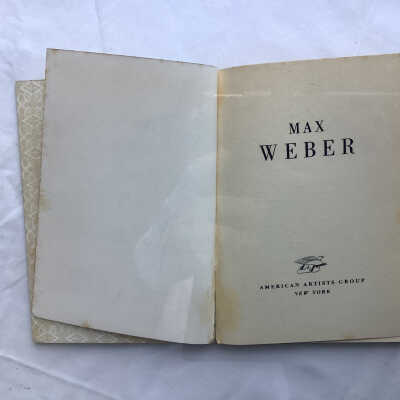 MAX
WEBER
AMERICAN ARTISTS GROUP
NEW YORK